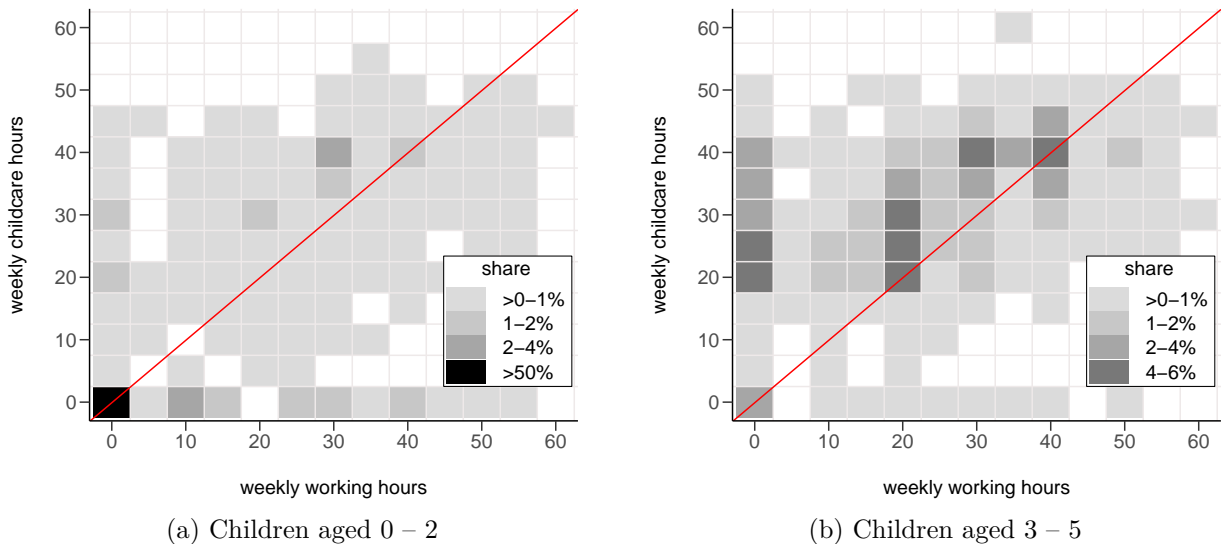 60
50
40
30
20
10
0
weekly childcare hours
share
>0–1%
1–2%
2–4%
>50%
0 10 20 30 40 50 60
weekly working hours
(a) Children aged 0 – 2
60
50
40
30
20
10
0
weekly childcare hours
share
>0–1%
1–2%
2–4%
4–6%
0 10 20 30 40 50 60
weekly working hours
(b) Children aged 3 – 5